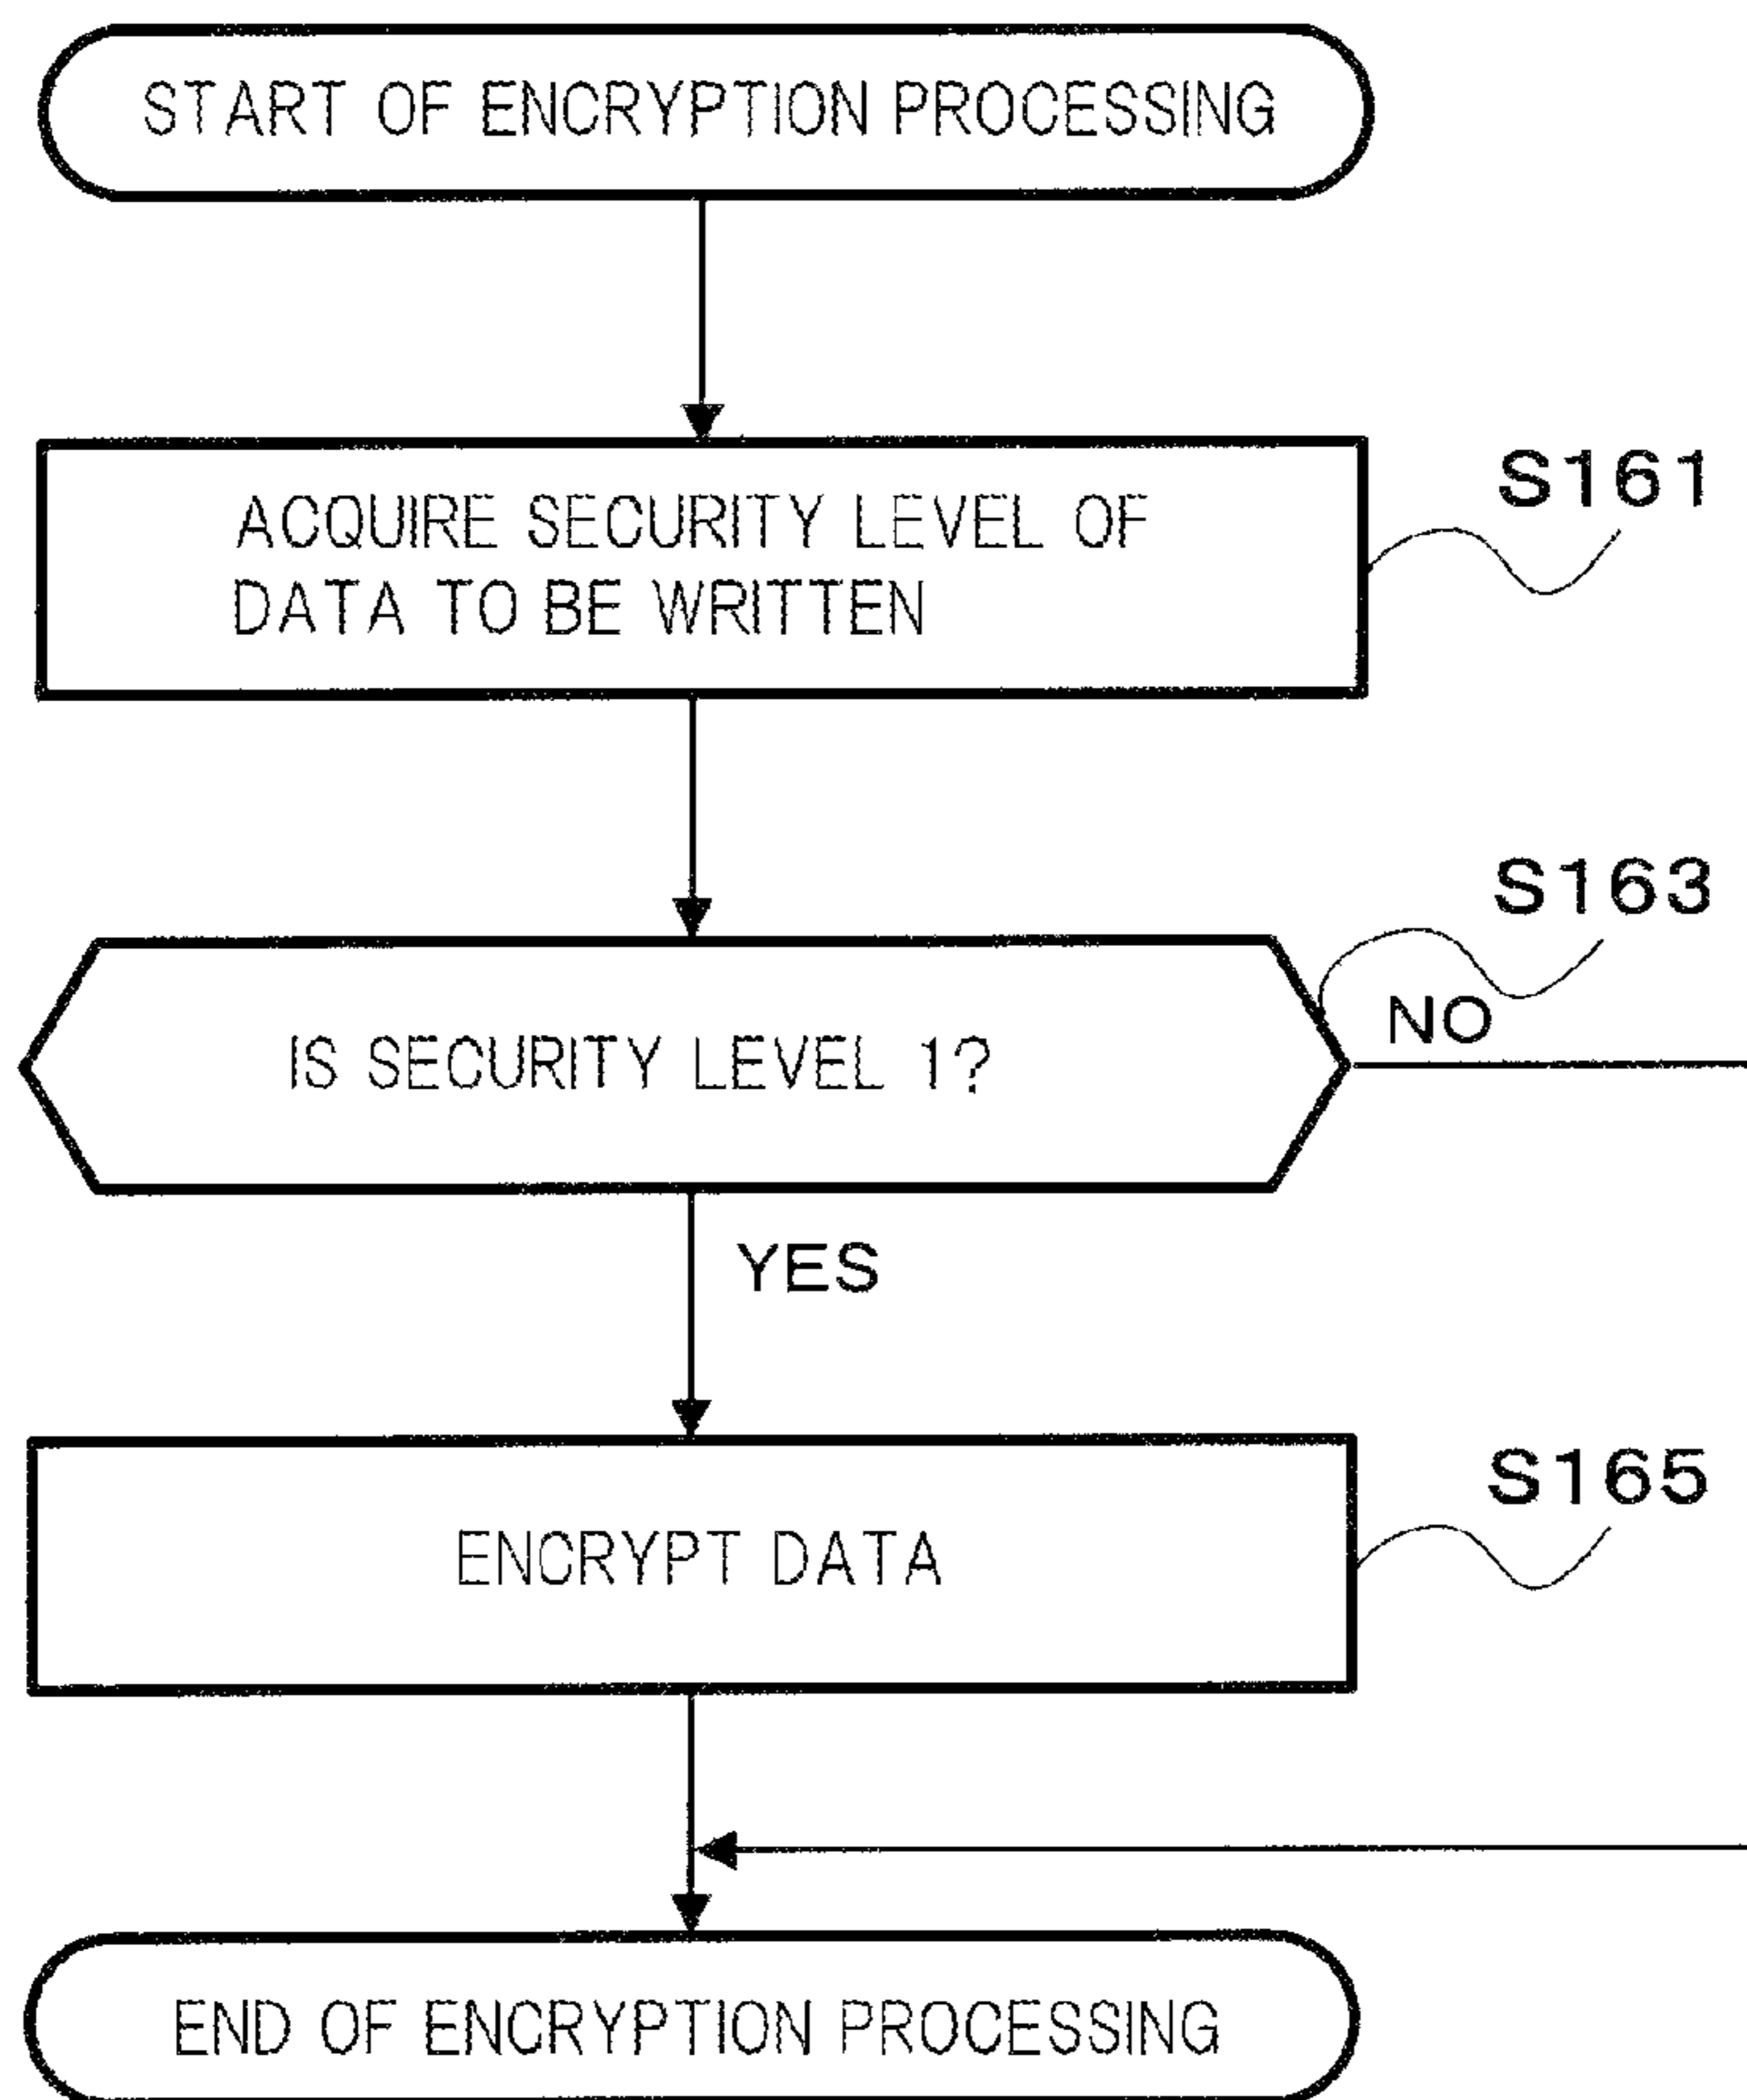 START OF ENCRYPTION PROCESSING
S161
ACQUIRE SECURITY LEVEL OF
DATA TO BE WRITTEN
S163
NO
IS SECURITY LEVEL 1?
YES
S165
ENCRYPT DATA
END OF ENCRYPTION PROCESSING